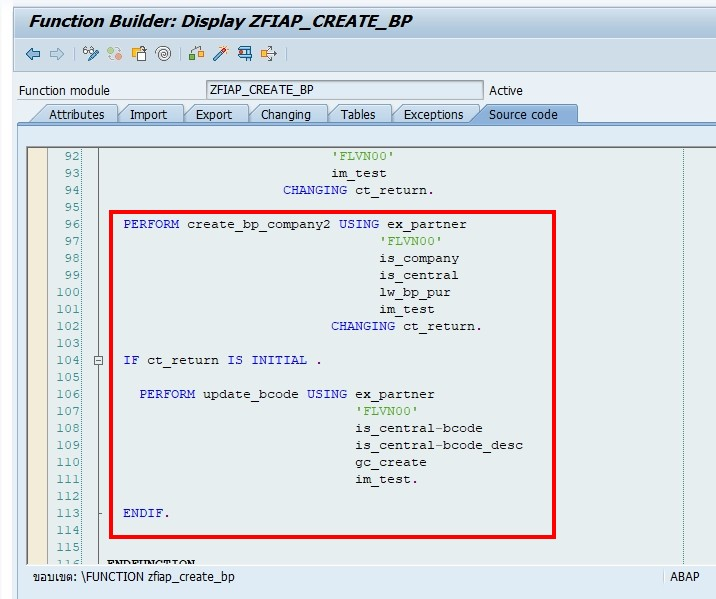 Function Builder: Display ZFIAP_CREATE_BP
Function module ZFIAP_CREATE_BP Active
Attributes Import Export Changing Tables Exceptions Source code
92 'FLVN00'
93 im_test
94 CHANGING ct_return.
95
96 PERFORM create_bp_company2 USING ex_partner
97 'FLVN00'
98 is_company
99 is_central
100 lw_bp_pur
101 im_test
102 CHANGING ct_return.
103
104 IF ct_return IS INITIAL .
105
106 PERFORM update_bcode USING ex_partner
107 'FLVN00'
108 is_central-bcode
109 is_central-bcode_desc
110 gc_create
111 im_test.
112
113 ENDIF.
114
115
116 ENDFUNCTION
ขอบเขต: \FUNCTION zfiap_create_bp ABAP